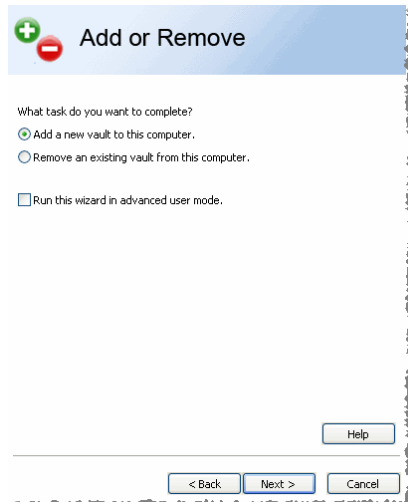 Add or Remove
What task do you want to complete?
Add a new vault to this computer.
Remove an existing vault from this computer.
Run this wizard in advanced user mode.
Help
< Back Next > Cancel